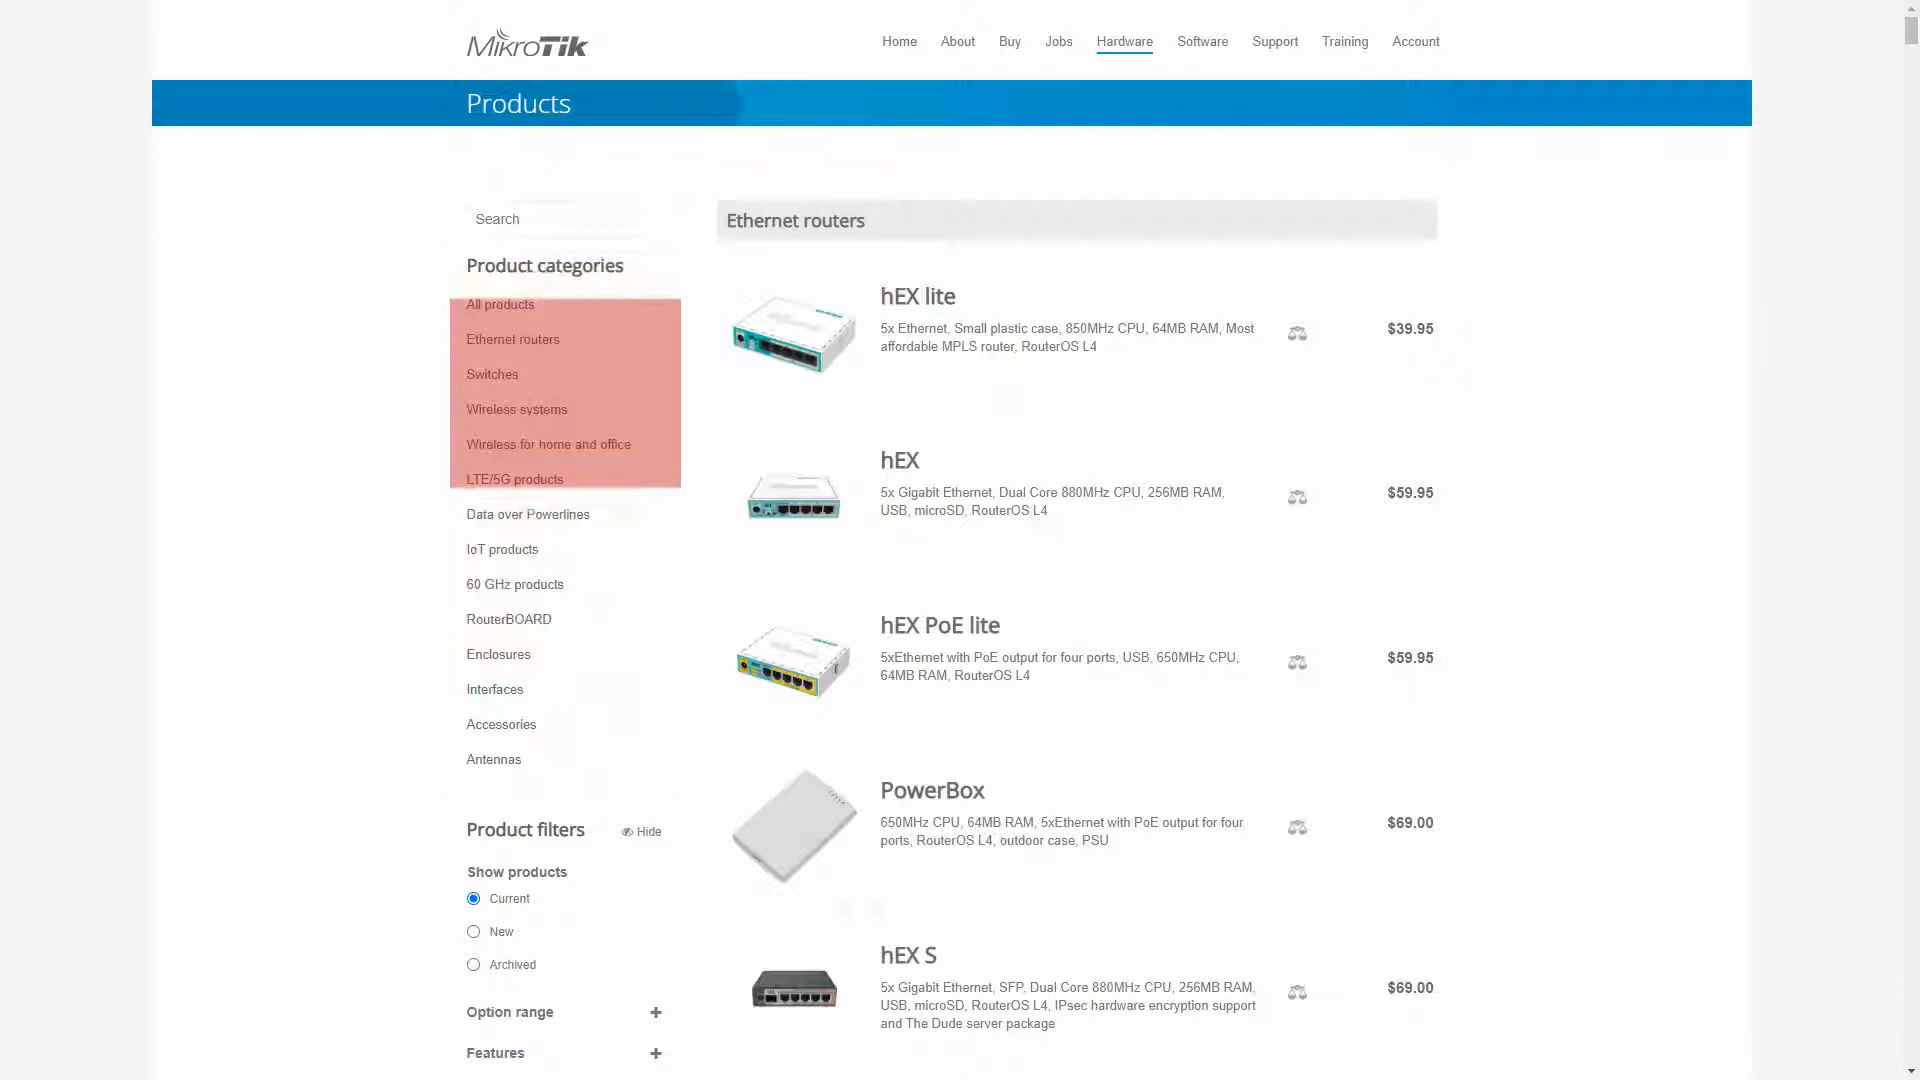 MikroTik
Home About Buy Jobs Hardware Software Support Training Account
Products
Search
Product categories
All products
Ethernet routers
Switches
Wireless systems
Wireless for home and office
LTE/5G products
Data over Powerlines
IoT products
60 GHz products
RouterBOARD
Enclosures
Interfaces
Accessories
Antennas
Product filters
Hide
Show products
Current
New
Archived
Option range
Features
Ethernet routers
hEX lite
5x Ethernet, Small plastic case, 850MHz CPU, 64MB RAM, Most
affordable MPLS router, RouterOS L4
$39.95
hEX
5x Gigabit Ethernet, Dual Core 880MHz CPU, 256MB RAM,
USB, microSD, RouterOS L4
$59.95
hEX PoE lite
5xEthernet with PoE output for four ports, USB, 650MHz CPU,
64MB RAM, RouterOS L4
$59.95
PowerBox
650MHz CPU, 64MB RAM, 5xEthernet with PoE output for four
ports, RouterOS L4, outdoor case, PSU
$69.00
hEX S
5x Gigabit Ethernet, SFP, Dual Core 880MHz CPU, 256MB RAM,
USB, microSD, RouterOS L4, IPsec hardware encryption support
and The Dude server package
$69.00